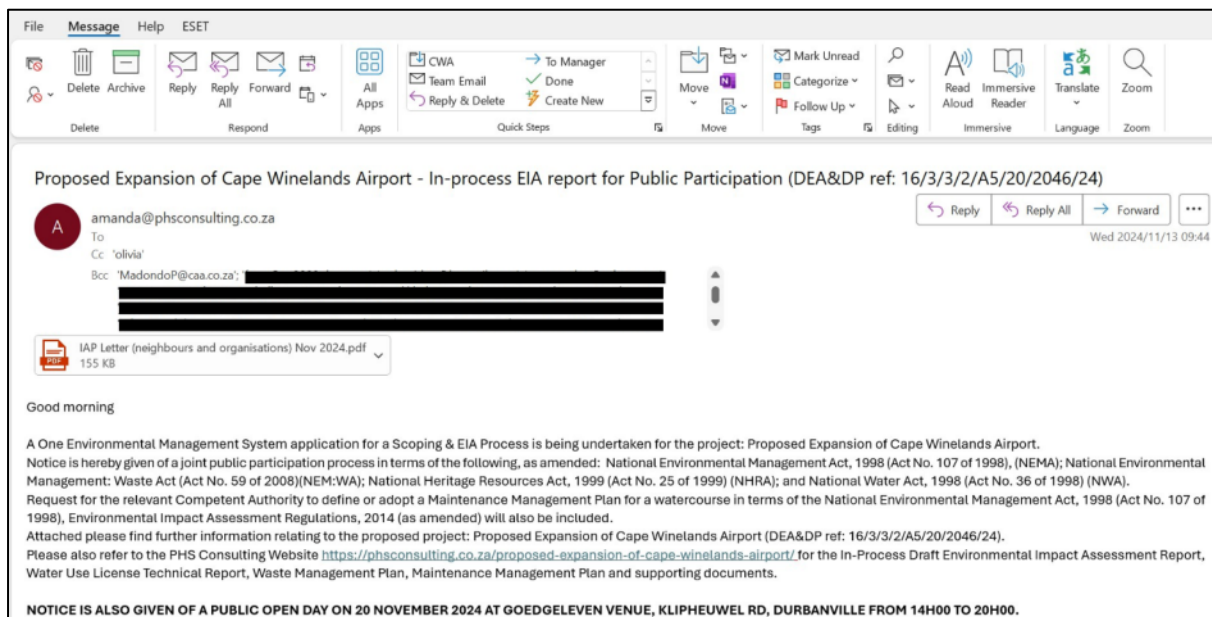 File Message Help ESET
Delete Archive Reply Reply All Forward All Apps
CWA To Manager
Team Email Done
Reply & Delete Create New
Move
Mark Unread
Categorize
Follow Up
Read Aloud Immersive Reader Translate Zoom
Delete Respond Apps Quick Steps Move Tags Editing Immersive Language Zoom
Proposed Expansion of Cape Winelands Airport - In-process EIA report for Public Participation (DEA&DP ref: 16/3/3/2/A5/20/2046/24)
A
amanda@phsconsulting.co.za
Reply Reply All Forward
To
Wed 2024/11/13 09:44
Cc 'olivia'
Bcc 'MadondoP@caa.co.za';
PDF
IAP Letter (neighbours and organisations) Nov 2024.pdf
155 KB
Good morning
A One Environmental Management System application for a Scoping & EIA Process is being undertaken for the project: Proposed Expansion of Cape Winelands Airport.
Notice is hereby given of a joint public participation process in terms of the following, as amended: National Environmental Management Act, 1998 (Act No. 107 of 1998), (NEMA); National Environmental
Management: Waste Act (Act No. 59 of 2008)(NEM:WA); National Heritage Resources Act, 1999 (Act No. 25 of 1999) (NHRA); and National Water Act, 1998 (Act No. 36 of 1998) (NWA).
Request for the relevant Competent Authority to define or adopt a Maintenance Management Plan for a watercourse in terms of the National Environmental Management Act, 1998 (Act No. 107 of
1998), Environmental Impact Assessment Regulations, 2014 (as amended) will also be included.
Attached please find further information relating to the proposed project: Proposed Expansion of Cape Winelands Airport (DEA&DP ref: 16/3/3/2/A5/20/2046/24).
Please also refer to the PHS Consulting Website https://phsconsulting.co.za/proposed-expansion-of-cape-winelands-airport/ for the In-Process Draft Environmental Impact Assessment Report,
Water Use License Technical Report, Waste Management Plan, Maintenance Management Plan and supporting documents.
NOTICE IS ALSO GIVEN OF A PUBLIC OPEN DAY ON 20 NOVEMBER 2024 AT GOEDGELEVEN VENUE, KLIPHEUWEL RD, DURBANVILLE FROM 14H00 TO 20H00.